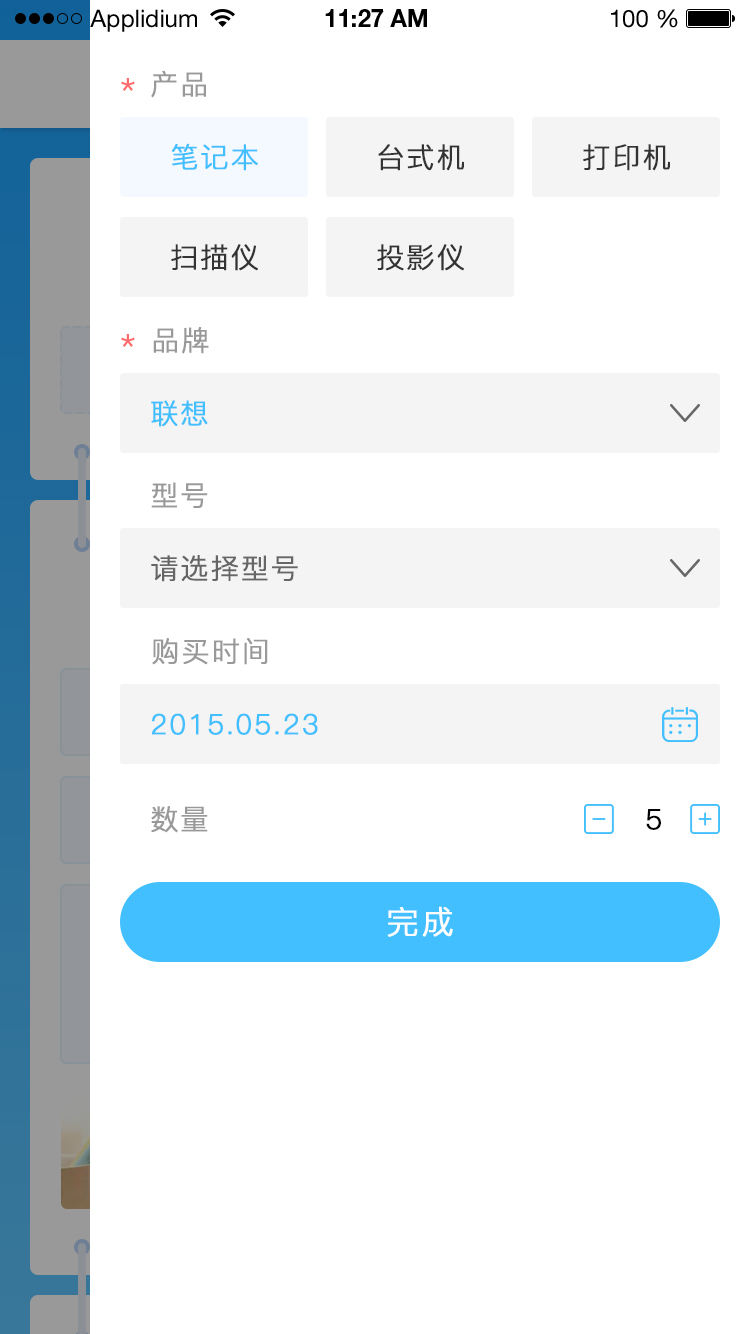 Applidium 11:27 AM 100 %
* 产品
笔记本 台式机 打印机
扫描仪 投影仪
* 品牌
联想
型号
请选择型号
购买时间
2015.05.23
数量 5
完成